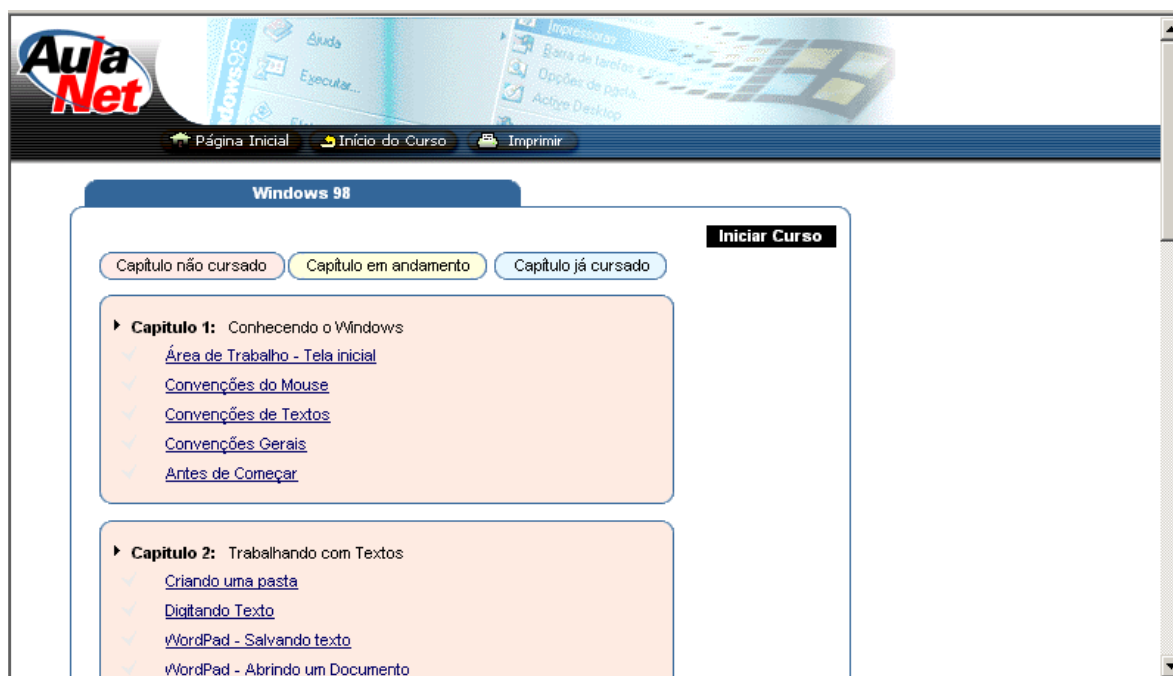 Aula
Net
ndows98
Ajuda
Executar...
Impressoras
Barra de tarefas e
Opções de pasta...
Active Desktop
Página Inicial Início do Curso Imprimir
Windows 98
Iniciar Curso
Capítulo não cursado Capítulo em andamento Capítulo já cursado
Capitulo 1: Conhecendo o Windows
Área de Trabalho - Tela inicial
Convenções do Mouse
Convenções de Textos
Convenções Gerais
Antes de Começar
Capitulo 2: Trabalhando com Textos
Criando uma pasta
Digitando Texto
WordPad - Salvando texto
WordPad - Abrindo um Documento